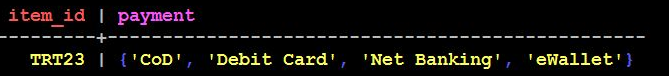 item_id | payment
---------+----------------------------------------------------
TRT23 | {'CoD', 'Debit Card', 'Net Banking', 'eWallet'}